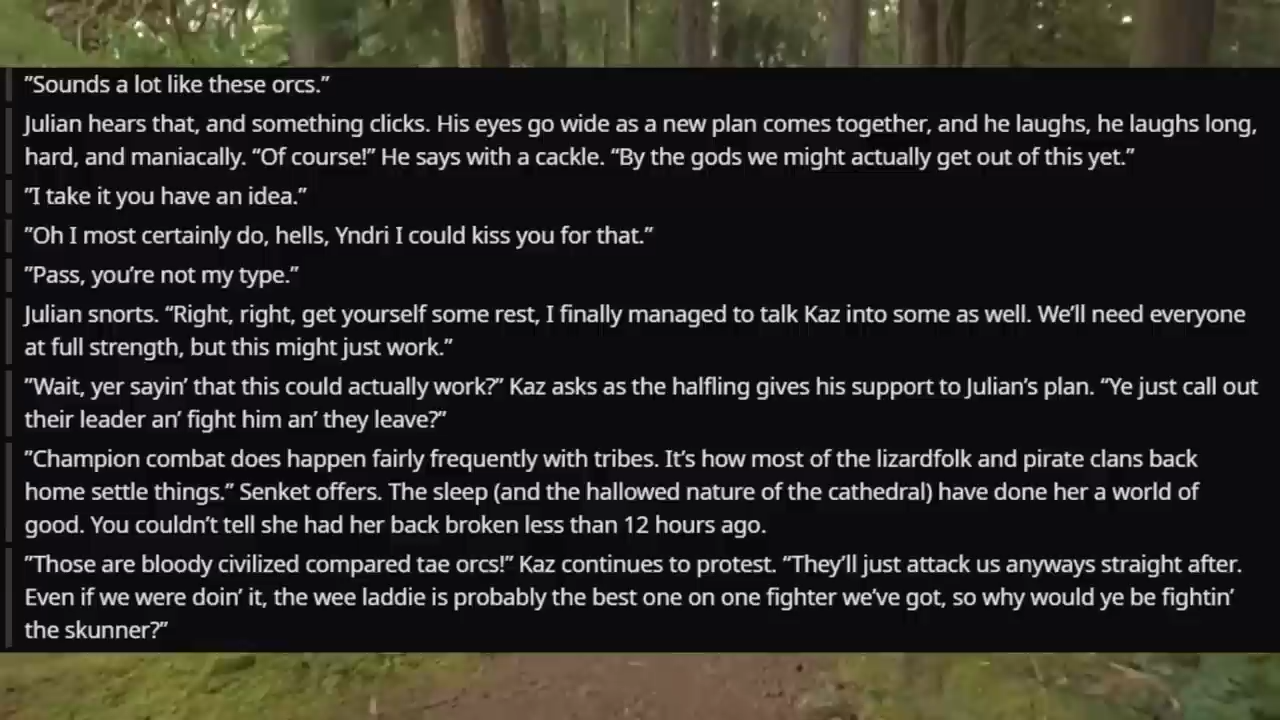 ”Sounds a lot like these orcs.”
Julian hears that, and something clicks. His eyes go wide as a new plan comes together, and he laughs, he laughs long,
hard, and maniacally. “Of course!” He says with a cackle. “By the gods we might actually get out of this yet.”
”I take it you have an idea.”
”Oh I most certainly do, hells, Yndri I could kiss you for that.”
”Pass, you’re not my type.”
Julian snorts. “Right, right, get yourself some rest, I finally managed to talk Kaz into some as well. We’ll need everyone
at full strength, but this might just work.”
”Wait, yer sayin’ that this could actually work?” Kaz asks as the halfling gives his support to Julian’s plan. “Ye just call out
their leader an’ fight him an’ they leave?”
”Champion combat does happen fairly frequently with tribes. It’s how most of the lizardfolk and pirate clans back
home settle things.” Senket offers. The sleep (and the hallowed nature of the cathedral) have done her a world of
good. You couldn’t tell she had her back broken less than 12 hours ago.
”Those are bloody civilized compared tae orcs!” Kaz continues to protest. “They’ll just attack us anyways straight after.
Even if we were doin’ it, the wee laddie is probably the best one on one fighter we’ve got, so why would ye be fightin’
the skunner?”